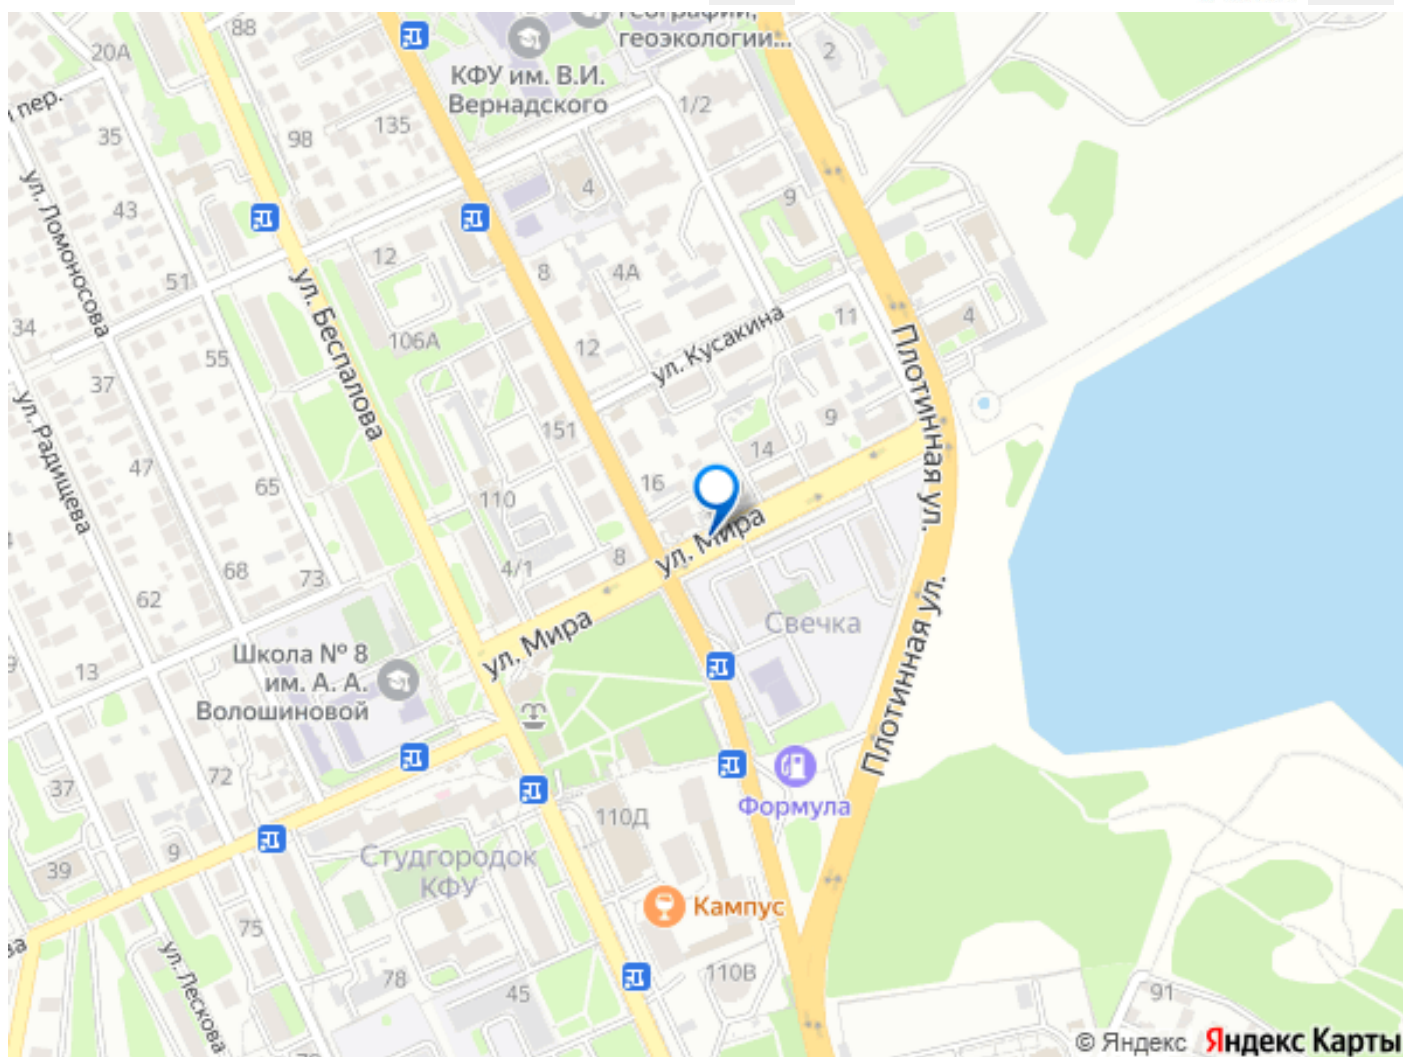 географии,
геоэкологии...
88
20А
2
КФУ им. В.И.
Вернадского
1/2
пер.
135
98
35
4
9
43
ул. Ломоносова
12
8
4А
51
ул. Беспалова
34
106А
12
ул. Кусакина
11
4
55
37
Плотинная ул.
ул. Радищева
151
9
14
47
65
110
16
ул. Мира
8
4/1
68
73
62
ул. Мира
Свечка
Плотинная ул.
Школа № 8
им. А. А.
Волошиновой
13
72
37
Формула
110Д
9
39
Студгородок
КФУ
Кампус
75
ул. Лескова
78
45
110В
91
© Яндекс Яндекс Карты